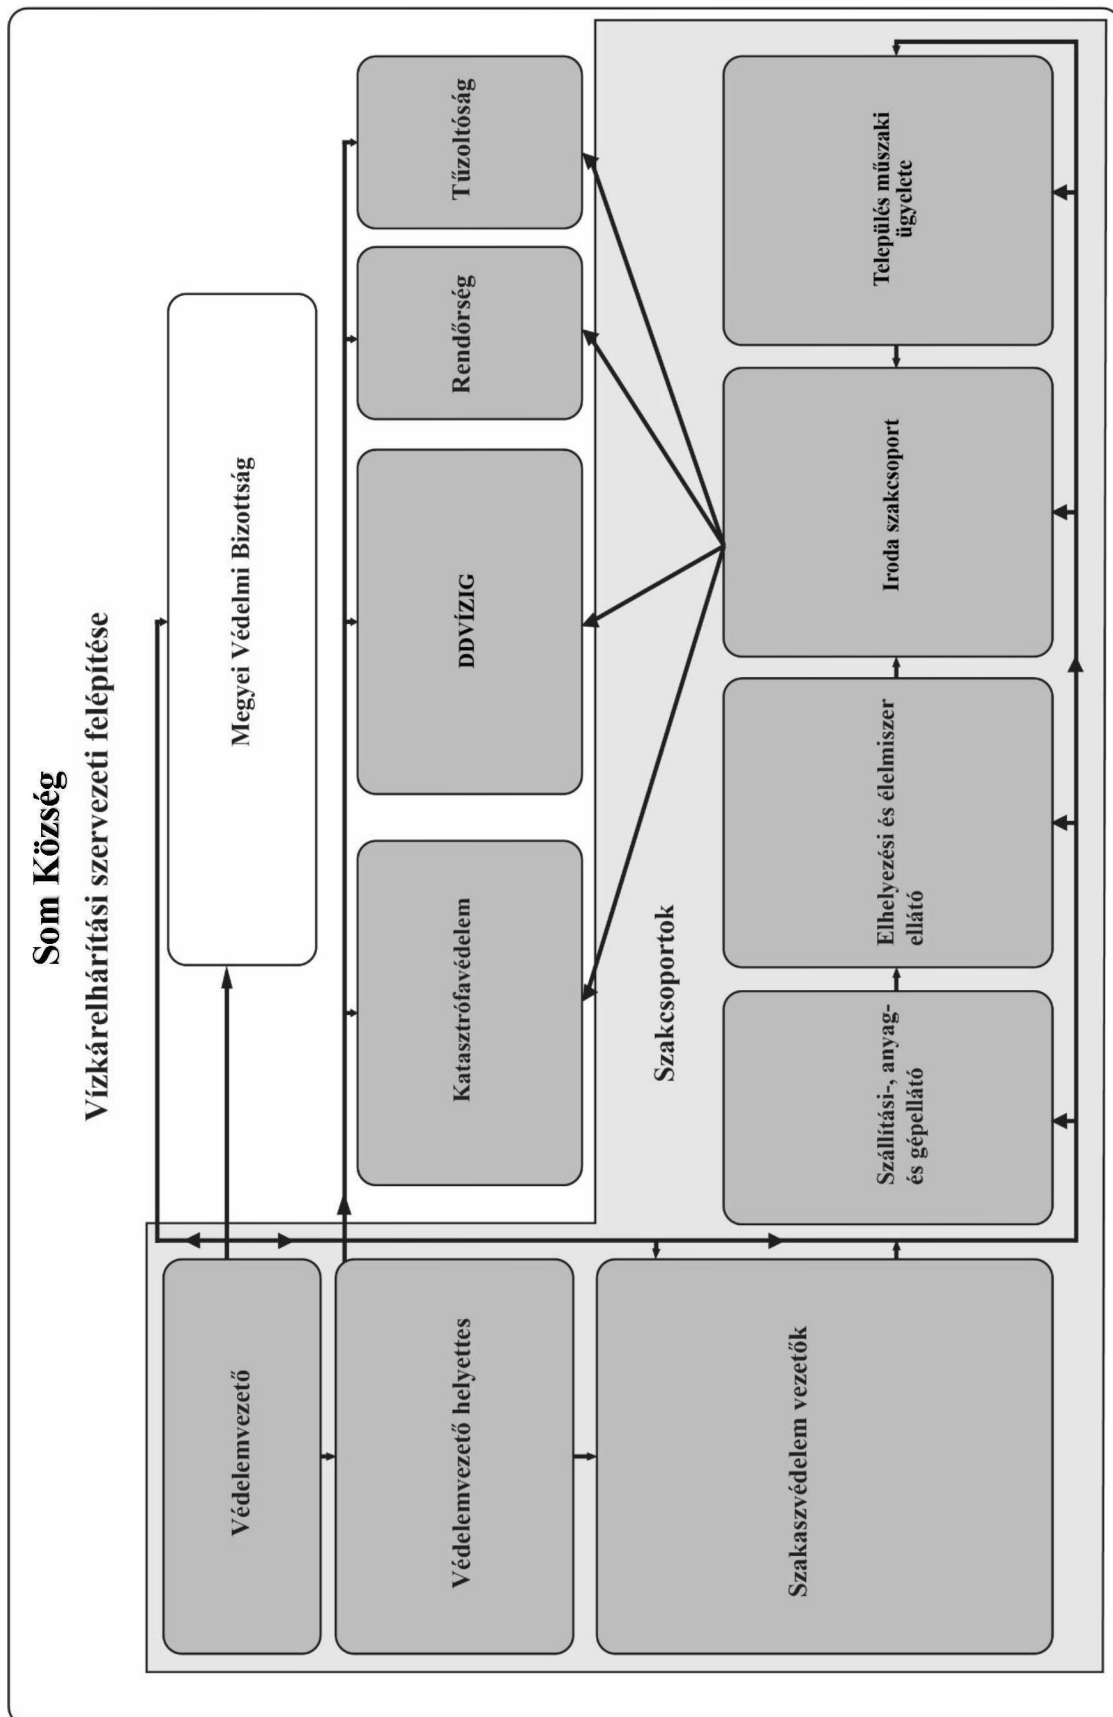 Som Község
Vízkárelhárítási szervezeti felépítése
Védelemvezető
Megyei Védelmi Bizottság
Védelemvezető helyettes
Katasztrófavédelem
DDVÍZIG
Rendőrség
Tűzoltóság
Szakaszvédelem vezetők
Szakcsoportok
Szállítási-, anyag-
és gépellátó
Elhelyezési és élelmiszer
ellátó
Iroda szakcsoport
Település műszaki
ügyelete